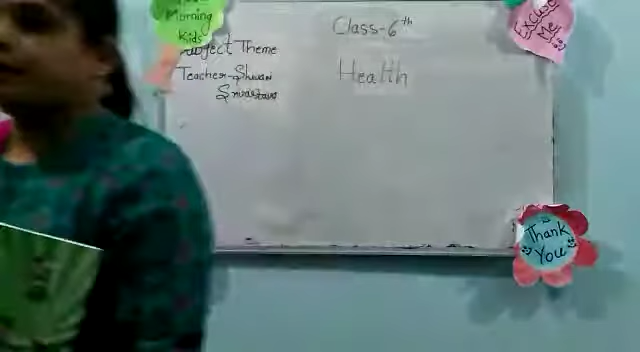 Morning
Kids
Subject Theme
Teacher-Shivani
Srivastava
Class-6th
Health
Excuse
Me
Thank
You